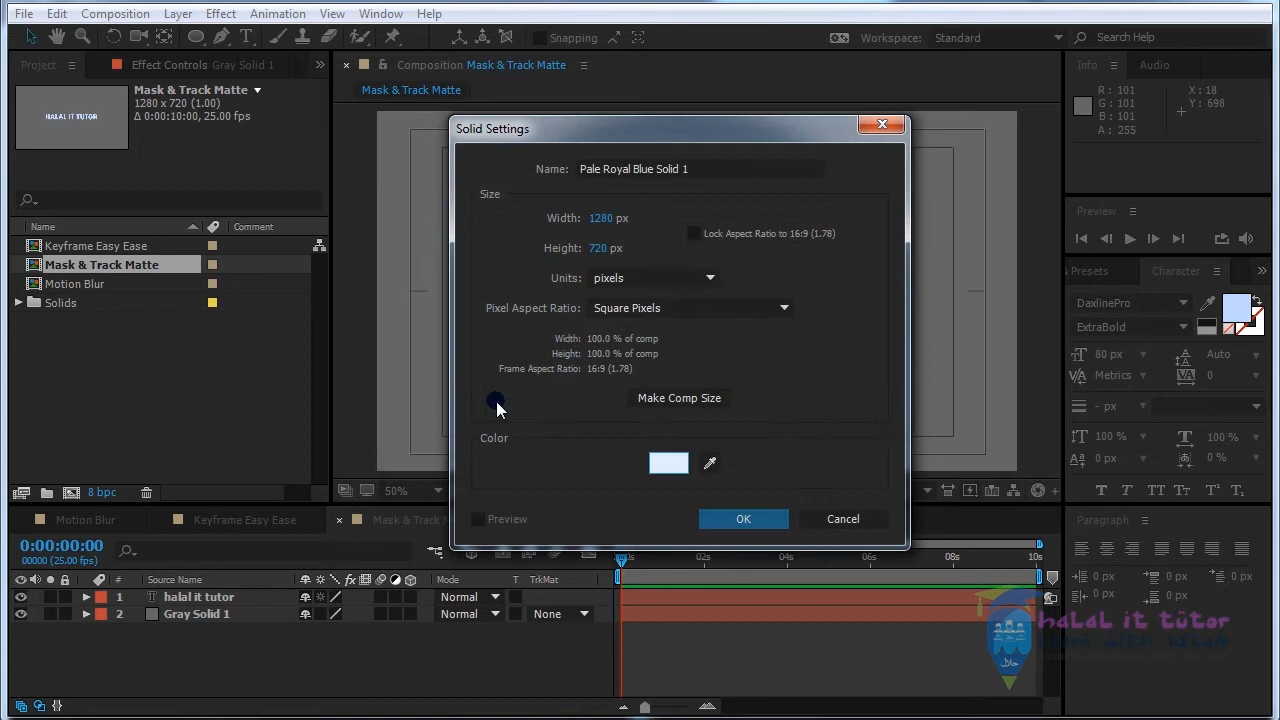 File Edit Composition Layer Effect Animation View Window Help
Snapping Workspace: Standard Search Help
Project Effect Controls Gray Solid 1 Composition Mask & Track Matte Info Audio
Mask & Track Matte
1280 x 720 (1.00)
Δ 0:00:10:00, 25.00 fps
HALAL IT TUTOR
Mask & Track Matte
R : 101
G : 101
B : 101
A : 255
X : 18
Y : 698
Name Comment
Keyframe Easy Ease
Mask & Track Matte
Motion Blur
Solids
8 bpc
Solid Settings
Name: Pale Royal Blue Solid 1
Size
Width: 1280 px
Lock Aspect Ratio to 16:9 (1.78)
Height: 720 px
Units: pixels
Pixel Aspect Ratio: Square Pixels
Width: 100.0 % of comp
Height: 100.0 % of comp
Frame Aspect Ratio: 16:9 (1.78)
Make Comp Size
Color
Preview OK Cancel
50%
Preview
Presets Character
DaxlinePro
ExtraBold
80 px Auto
Metrics 0
- px
100 % 100 %
0 px 0 %
T T TT Tт T¹ T₁
Paragraph
0 px 0 px 0 px
0 px 0 px
Motion Blur Keyframe Easy Ease Mask & Track M
0:00:00:00
00000 (25.00 fps)
02s 04s 06s 08s 10s
# Source Name Mode T TrkMat
1 T halal it tutor Normal
2 Gray Solid 1 Normal None
halal it tutor
learn with islam
حلال